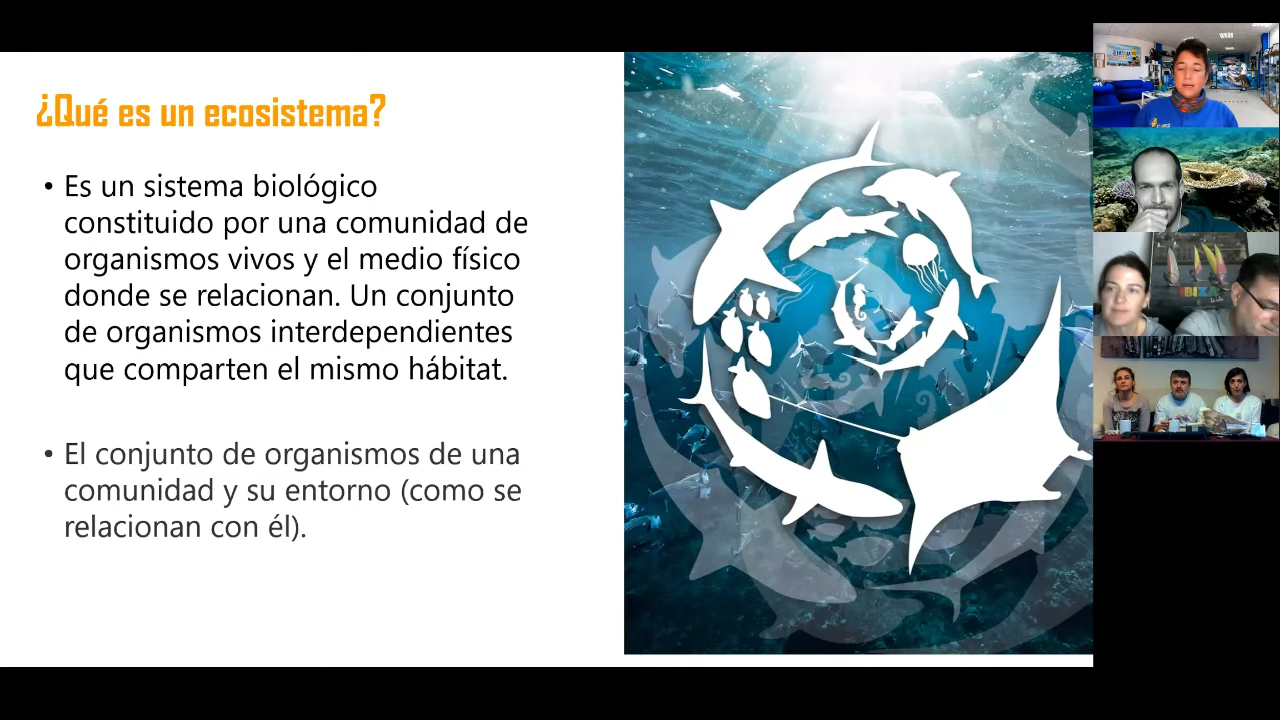 ¿Qué es un ecosistema?
• Es un sistema biológico
constituido por una comunidad de
organismos vivos y el medio físico
donde se relacionan. Un conjunto
de organismos interdependientes
que comparten el mismo hábitat.
• El conjunto de organismos de una
comunidad y su entorno (como se
relacionan con él).
IBIZA